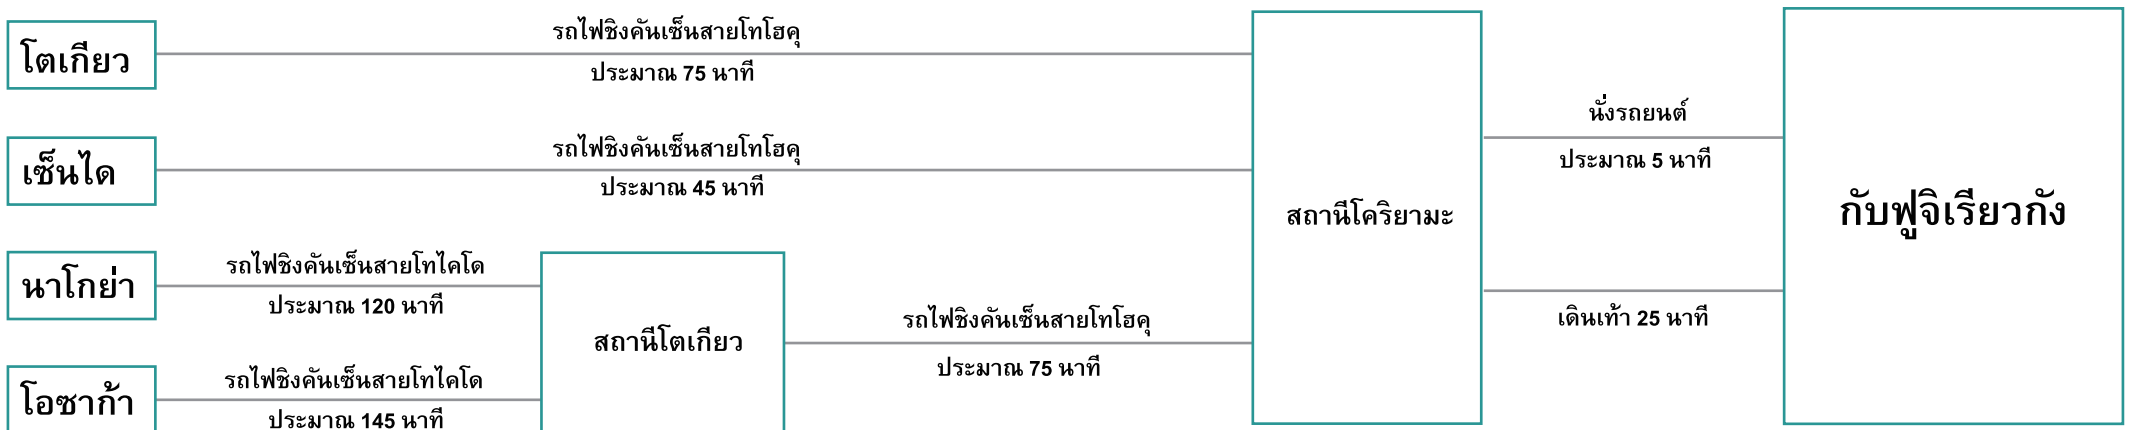 โตเกียว
รถไฟชิงคันเซ็นสายโทโฮคุ
ประมาณ 75 นาที
เซ็นได
รถไฟชิงคันเซ็นสายโทโฮคุ
ประมาณ 45 นาที
นาโกย่า
รถไฟชิงคันเซ็นสายโทไคโด
ประมาณ 120 นาที
โอซาก้า
รถไฟชิงคันเซ็นสายโทไคโด
ประมาณ 145 นาที
สถานีโตเกียว
รถไฟชิงคันเซ็นสายโทโฮคุ
ประมาณ 75 นาที
สถานีโคริยามะ
นั่งรถยนต์
ประมาณ 5 นาที
เดินเท้า 25 นาที
กับฟูจิเรียวกัง